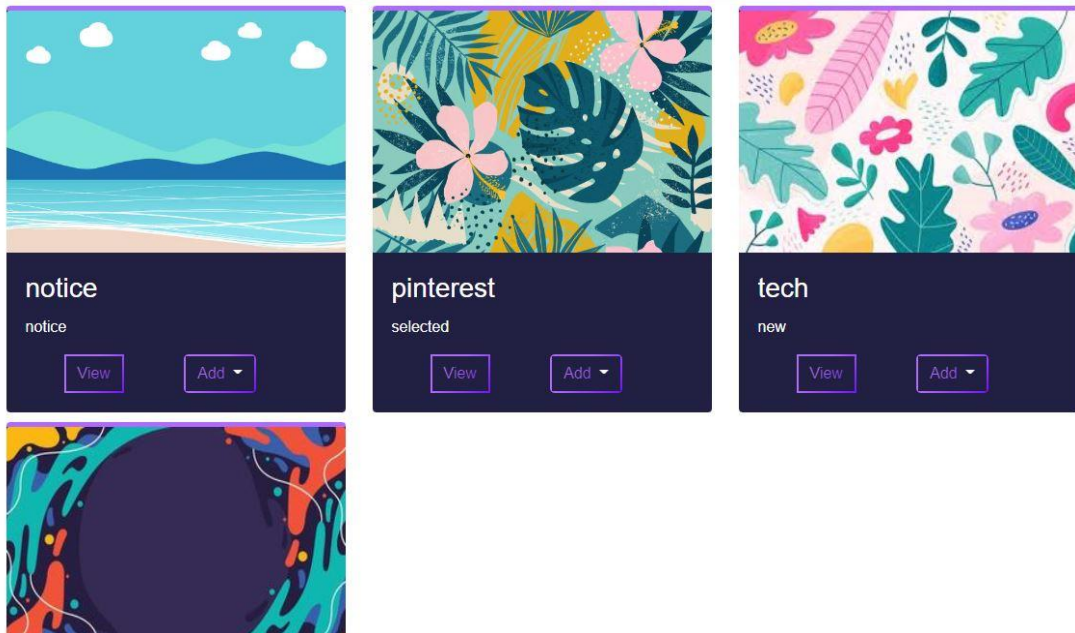 notice
notice
View Add
pinterest
selected
View Add
tech
new
View Add